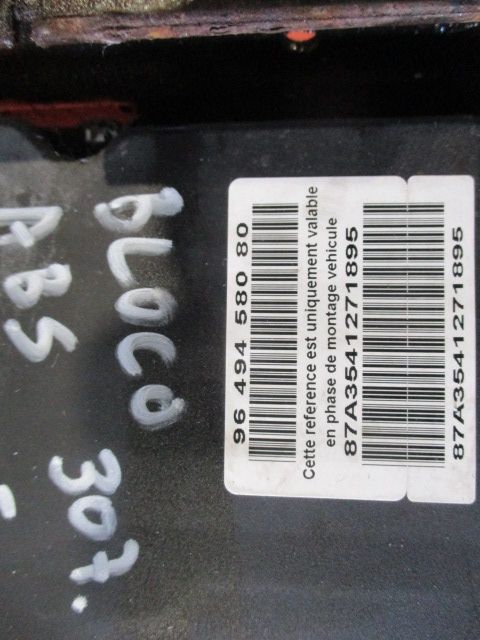 BLOCO 307.
ABS -
96 494 580 80
Cette reference est uniquement valable
en phase de montage vehicule
87A3541271895
87A3541271895